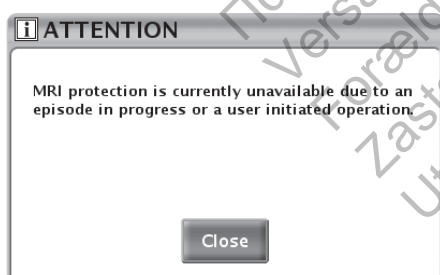 ATTENTION
MRI protection is currently unavailable due to an
episode in progress or a user initiated operation.
Close